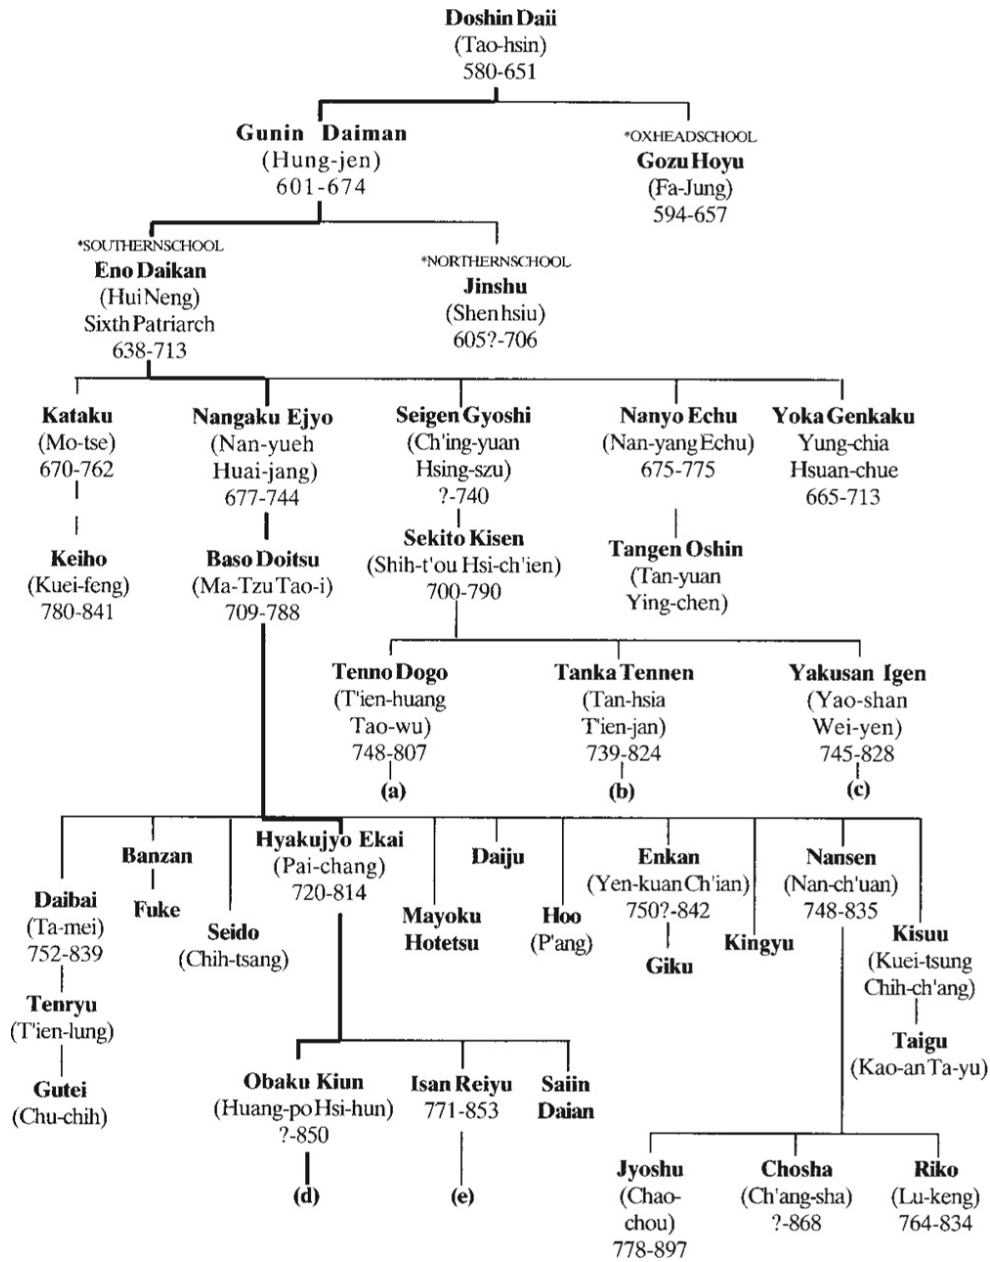 Doshin Daii
(Tao-hsin)
580-651
Gunin Daiman
(Hung-jen)
601-674
*OXHEADSCHOOL
Gozu Hoyu
(Fa-Jung)
594-657
*SOUTHERNSCHOOL
Eno Daikan
(Hui Neng)
Sixth Patriarch
638-713
*NORTHERNSCHOOL
Jinshu
(Shen hsiu)
605?-706
Kataku
(Mo-tse)
670-762
Nangaku Ejyo
(Nan-yueh
Huai-jang)
677-744
Seigen Gyoshi
(Ch'ing-yuan
Hsing-szu)
?-740
Nanyo Echu
(Nan-yang Echu)
675-775
Yoka Genkaku
Yung-chia
Hsuan-chue
665-713
Keiho
(Kuei-feng)
780-841
Baso Doitsu
(Ma-Tzu Tao-i)
709-788
Sekito Kisen
(Shih-t'ou Hsi-ch'ien)
700-790
Tangen Oshin
(Tan-yuan
Ying-chen)
Tenno Dogo
(T'ien-huang
Tao-wu)
748-807
(a)
Tanka Tennen
(Tan-hsia
T'ien-jan)
739-824
(b)
Yakusan Igen
(Yao-shan
Wei-yen)
745-828
(c)
Daibai
(Ta-mei)
752-839
Tenryu
(T'ien-lung)
Gutei
(Chu-chih)
Banzan
Fuke
Seido
(Chih-tsang)
Hyakujyo Ekai
(Pai-chang)
720-814
Mayoku
Hotetsu
Daiju
Hoo
(P'ang)
Enkan
(Yen-kuan Ch'ian)
750?-842
Giku
Kingyu
Nansen
(Nan-ch'uan)
748-835
Kisuu
(Kuei-tsung
Chih-ch'ang)
Taigu
(Kao-an Ta-yu)
Obaku Kiun
(Huang-po Hsi-hun)
?-850
(d)
Isan Reiyu
771-853
(e)
Saiin
Daian
Jyoshu
(Chao-
chou)
778-897
Chosha
(Ch'ang-sha)
?-868
Riko
(Lu-keng)
764-834